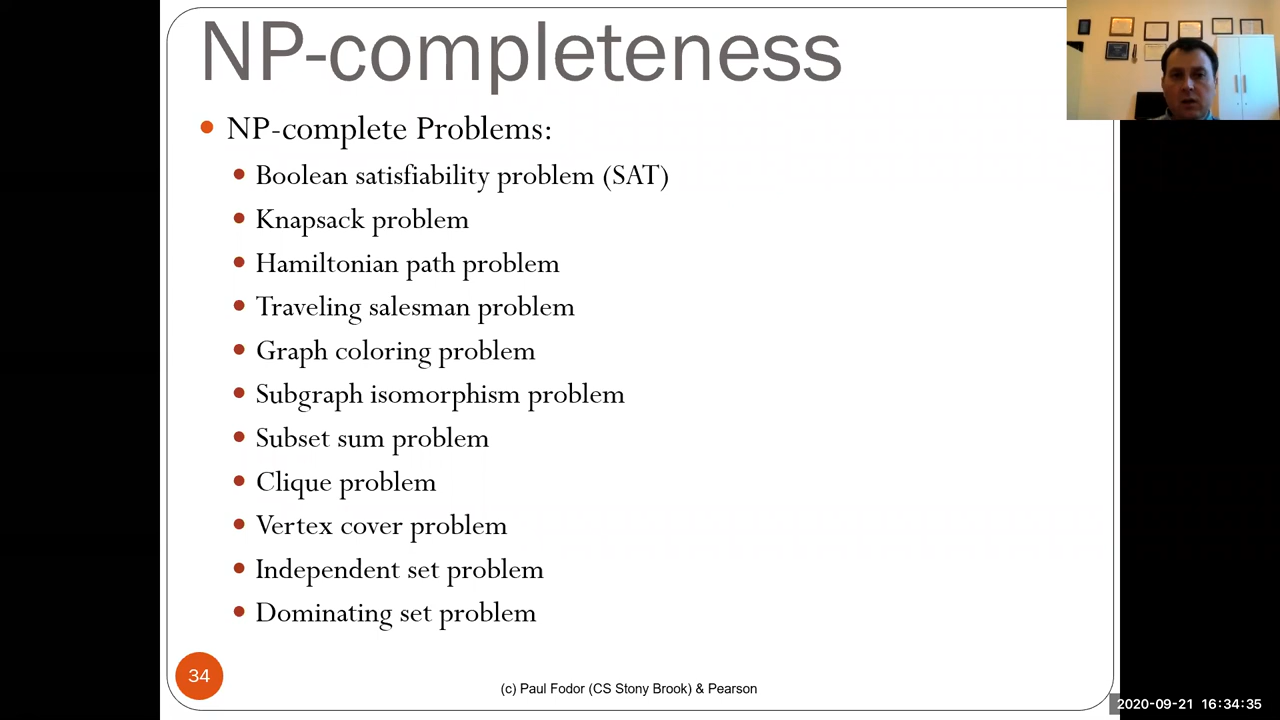 NP-completeness
NP-complete Problems:
Boolean satisfiability problem (SAT)
Knapsack problem
Hamiltonian path problem
Traveling salesman problem
Graph coloring problem
Subgraph isomorphism problem
Subset sum problem
Clique problem
Vertex cover problem
Independent set problem
Dominating set problem
34
(c) Paul Fodor (CS Stony Brook) & Pearson
2020-09-21 16:34:35